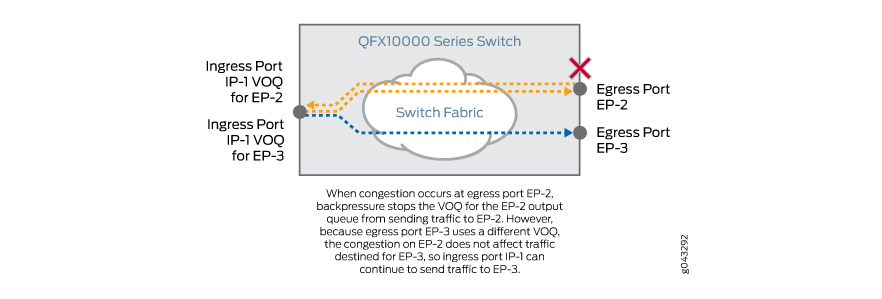 QFX10000 Series Switch
Ingress Port
IP-1 VOQ
for EP-2
Ingress Port
IP-1 VOQ
for EP-3
Switch Fabric
Egress Port
EP-2
Egress Port
EP-3
When congestion occurs at egress port EP-2,
backpressure stops the VOQ for the EP-2 output
queue from sending traffic to EP-2. However,
because egress port EP-3 uses a different VOQ,
the congestion on EP-2 does not affect traffic
destined for EP-3, so ingress port IP-1 can
continue to send traffic to EP-3.
g043292